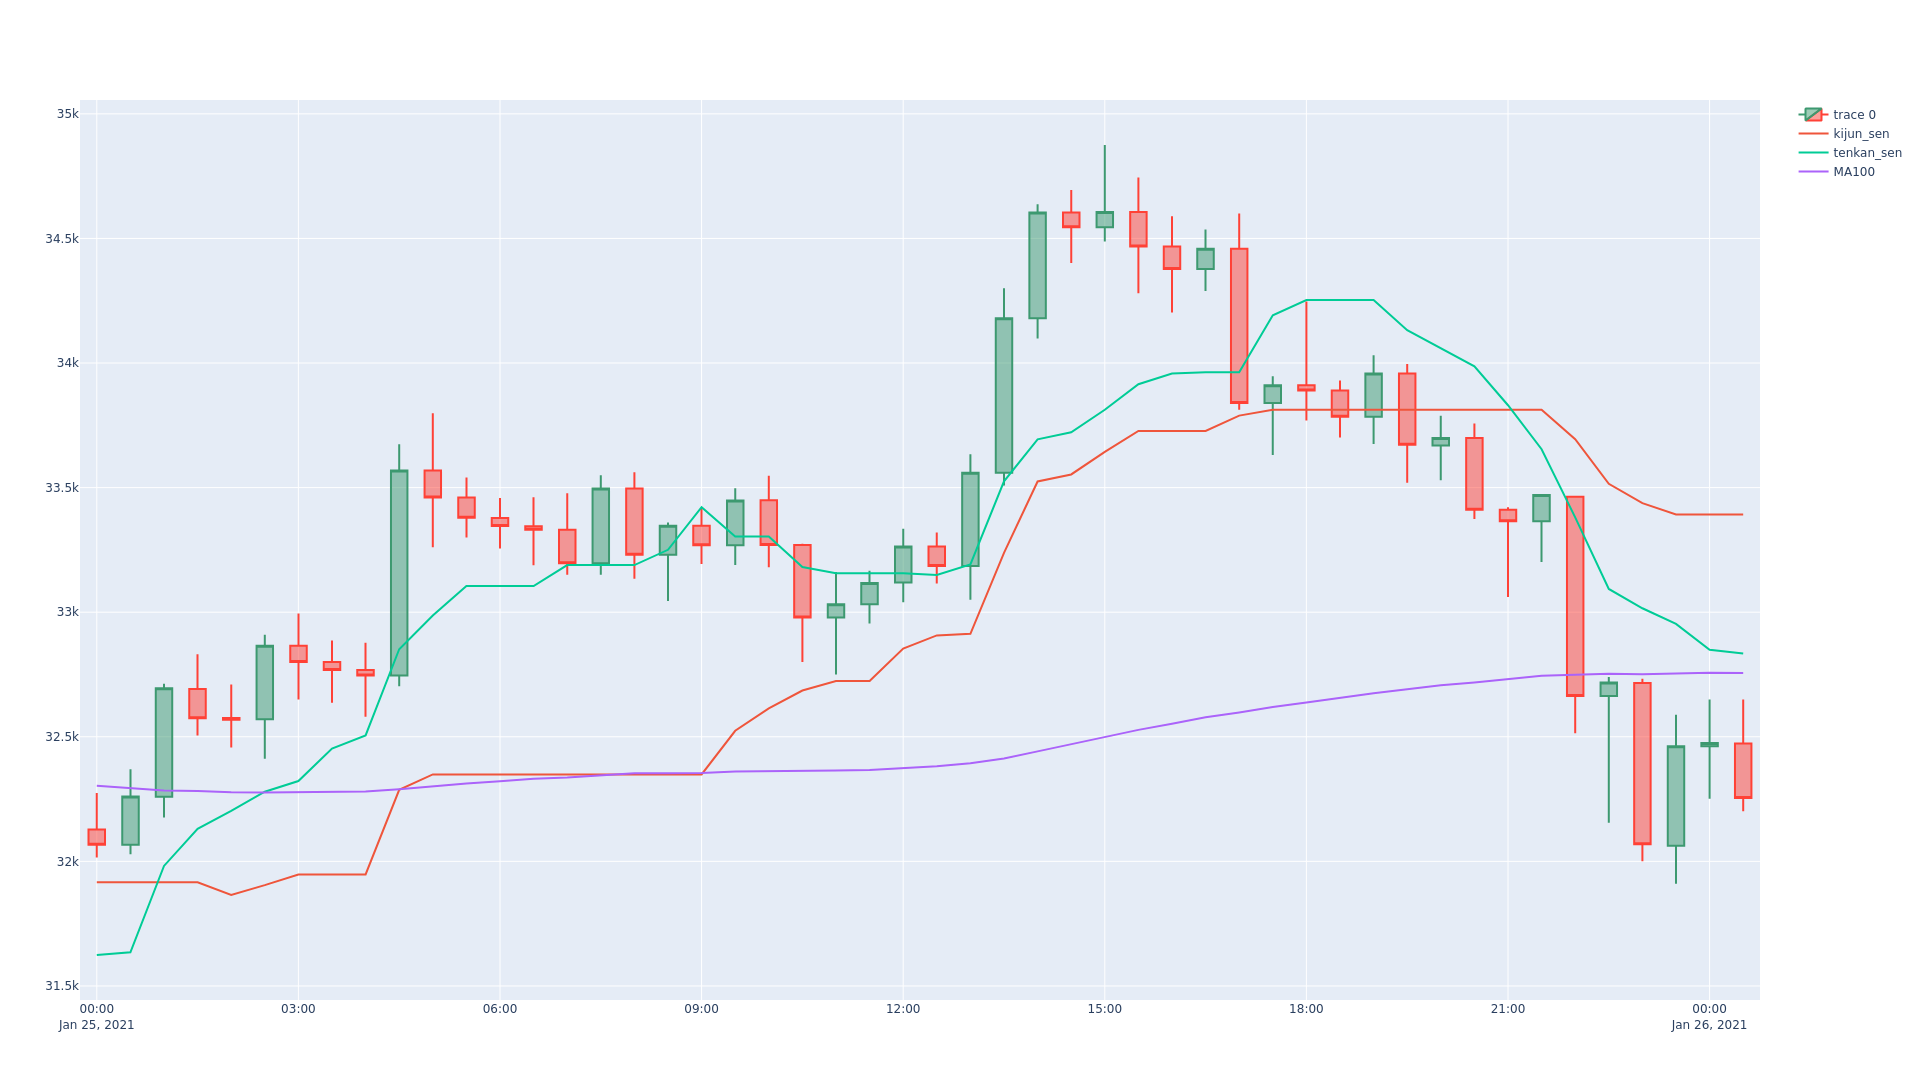 35k
34.5k
34k
33.5k
33k
32.5k
32k
31.5k
00:00 03:00 06:00 09:00 12:00 15:00 18:00 21:00 00:00
Jan 25, 2021 Jan 26, 2021
trace 0
kijun_sen
tenkan_sen
MA100